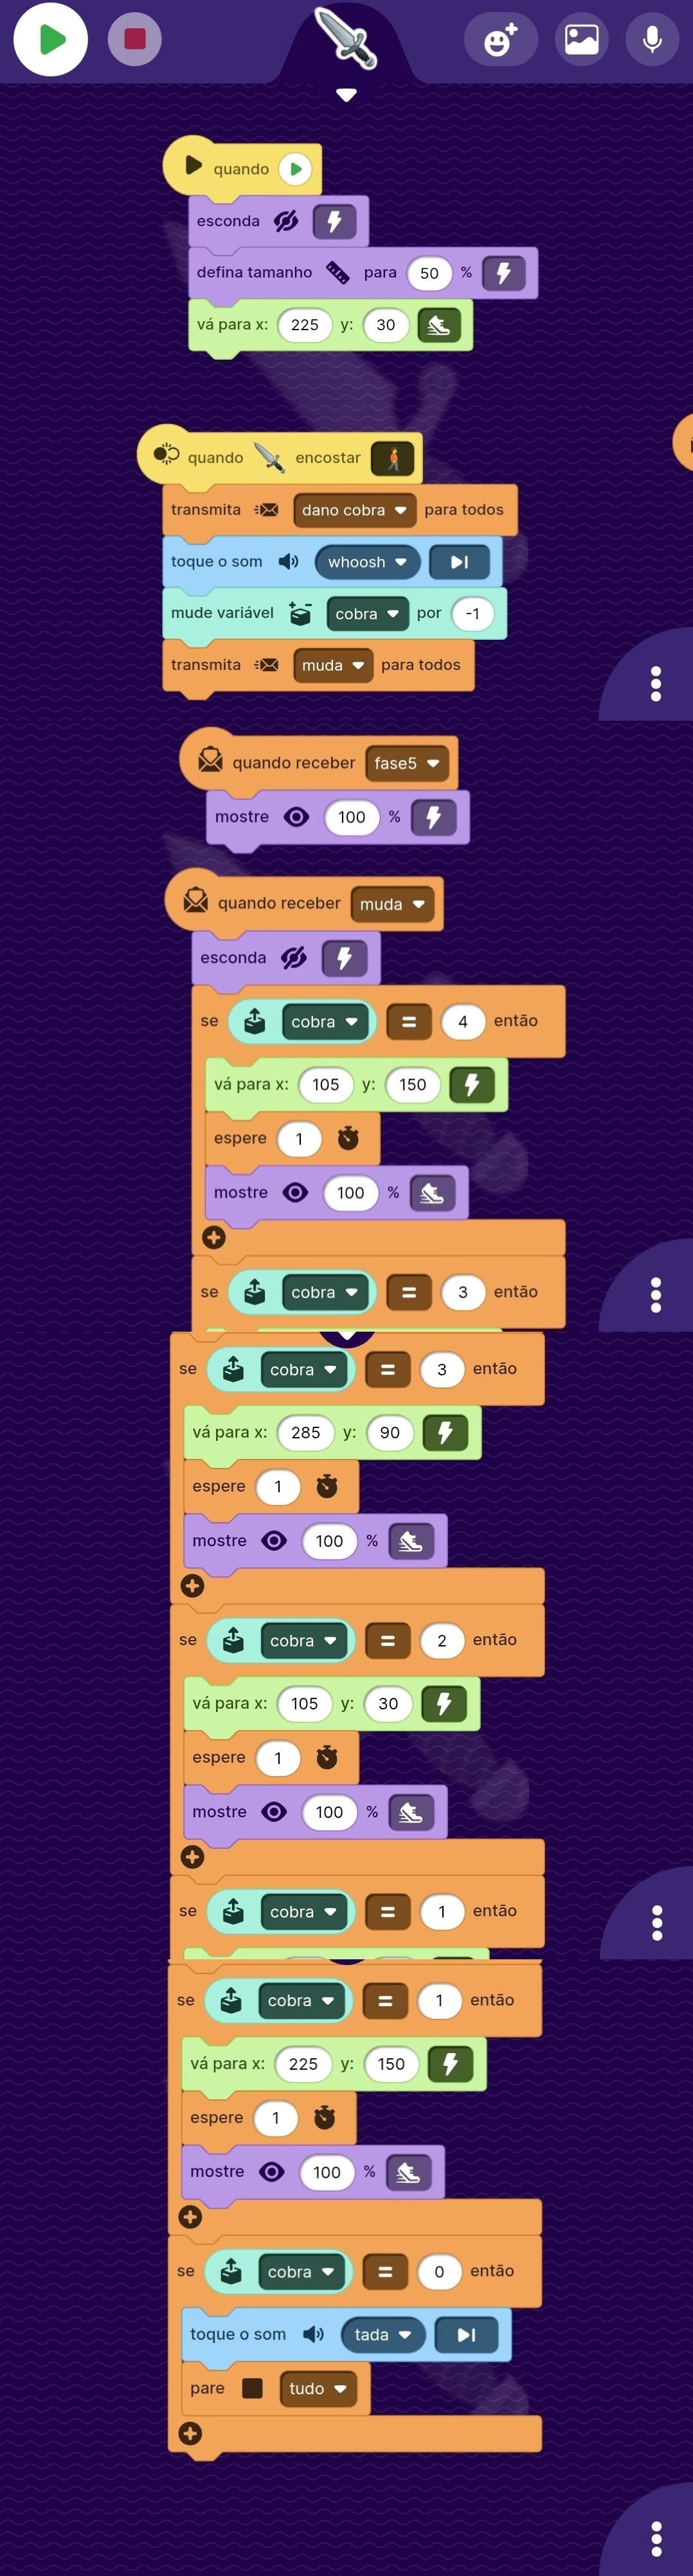 quando
esconda
defina tamanho para 50 %
vá para x: 225 y: 30
quando encostar
transmita dano cobra para todos
toque o som whoosh
mude variável cobra por -1
transmita muda para todos
quando receber fase5
mostre 100 %
quando receber muda
esconda
se cobra = 4 então
vá para x: 105 y: 150
espere 1
mostre 100 %
se cobra = 3 então
se cobra = 3 então
vá para x: 285 y: 90
espere 1
mostre 100 %
se cobra = 2 então
vá para x: 105 y: 30
espere 1
mostre 100 %
se cobra = 1 então
se cobra = 1 então
vá para x: 225 y: 150
espere 1
mostre 100 %
se cobra = 0 então
toque o som tada
pare tudo